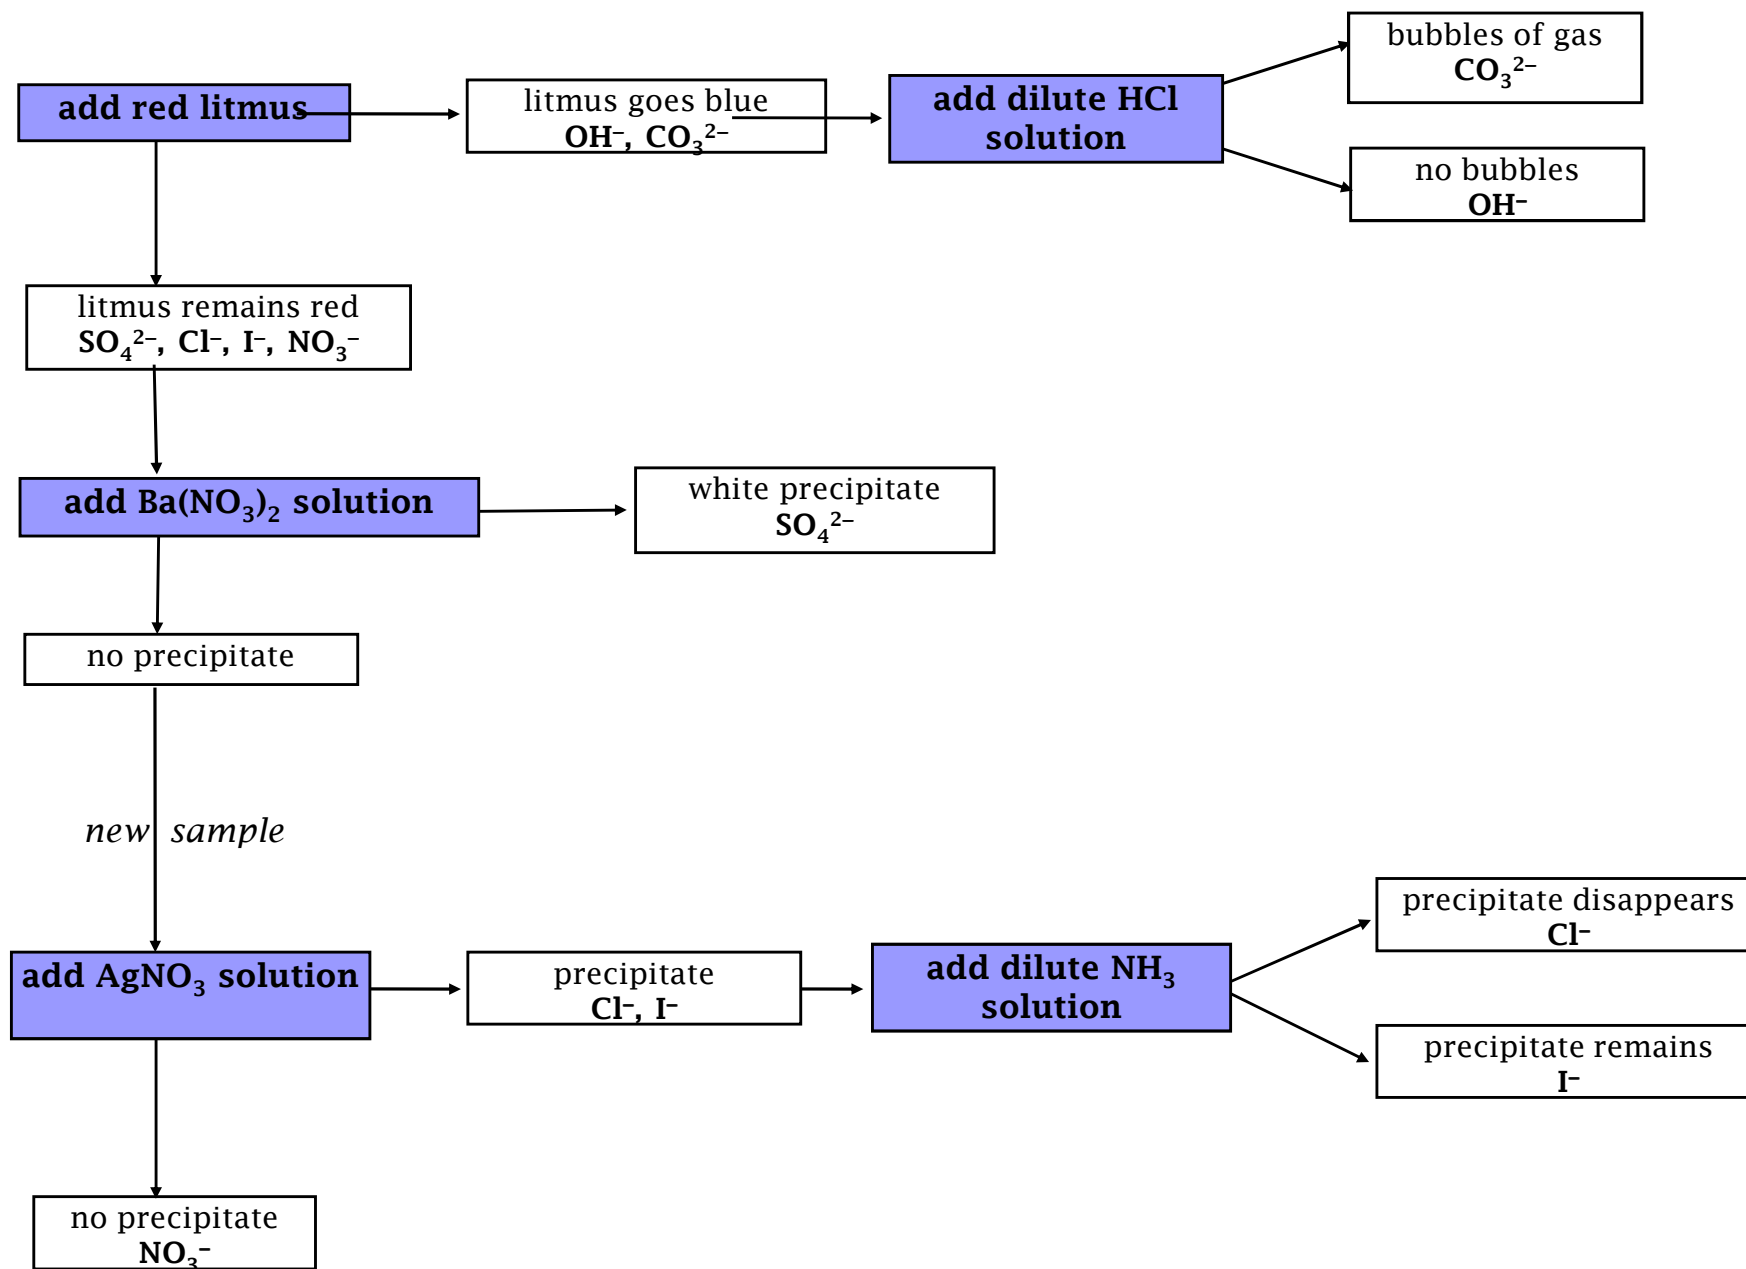 add red litmus
litmus goes blue
OH⁻, CO₃²⁻
add dilute HCl
solution
bubbles of gas
CO₃²⁻
no bubbles
OH⁻
litmus remains red
SO₄²⁻, Cl⁻, I⁻, NO₃⁻
add Ba(NO₃)₂ solution
white precipitate
SO₄²⁻
no precipitate
new sample
add AgNO₃ solution
precipitate
Cl⁻, I⁻
add dilute NH₃
solution
precipitate disappears
Cl⁻
precipitate remains
I⁻
no precipitate
NO₃⁻